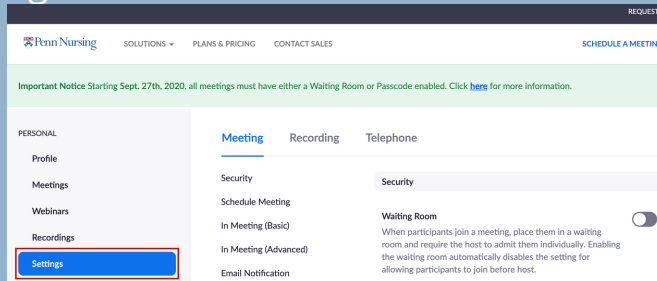 REQUEST
Penn Nursing SOLUTIONS PLANS & PRICING CONTACT SALES SCHEDULE A MEETIN
Important Notice Starting Sept. 27th, 2020, all meetings must have either a Waiting Room or Passcode enabled. Click here for more information.
PERSONAL
Profile
Meetings
Webinars
Recordings
Settings
Meeting Recording Telephone
Security
Schedule Meeting
In Meeting (Basic)
In Meeting (Advanced)
Email Notification
Security
Waiting Room
When participants join a meeting, place them in a waiting
room and require the host to admit them individually. Enabling
the waiting room automatically disables the setting for
allowing participants to join before host.